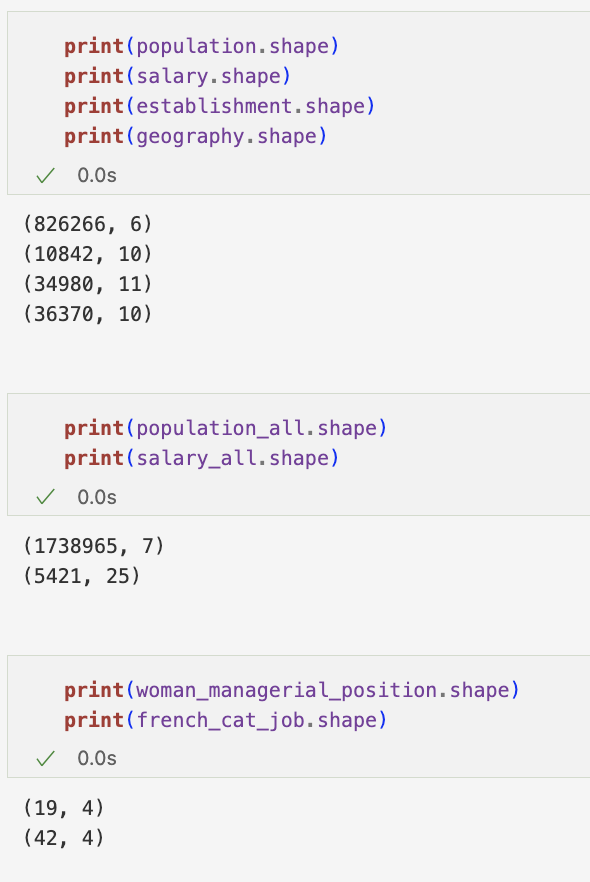 print(population.shape)
print(salary.shape)
print(establishment.shape)
print(geography.shape)
✓ 0.0s
(826266, 6)
(10842, 10)
(34980, 11)
(36370, 10)
print(population_all.shape)
print(salary_all.shape)
✓ 0.0s
(1738965, 7)
(5421, 25)
print(woman_managerial_position.shape)
print(french_cat_job.shape)
✓ 0.0s
(19, 4)
(42, 4)